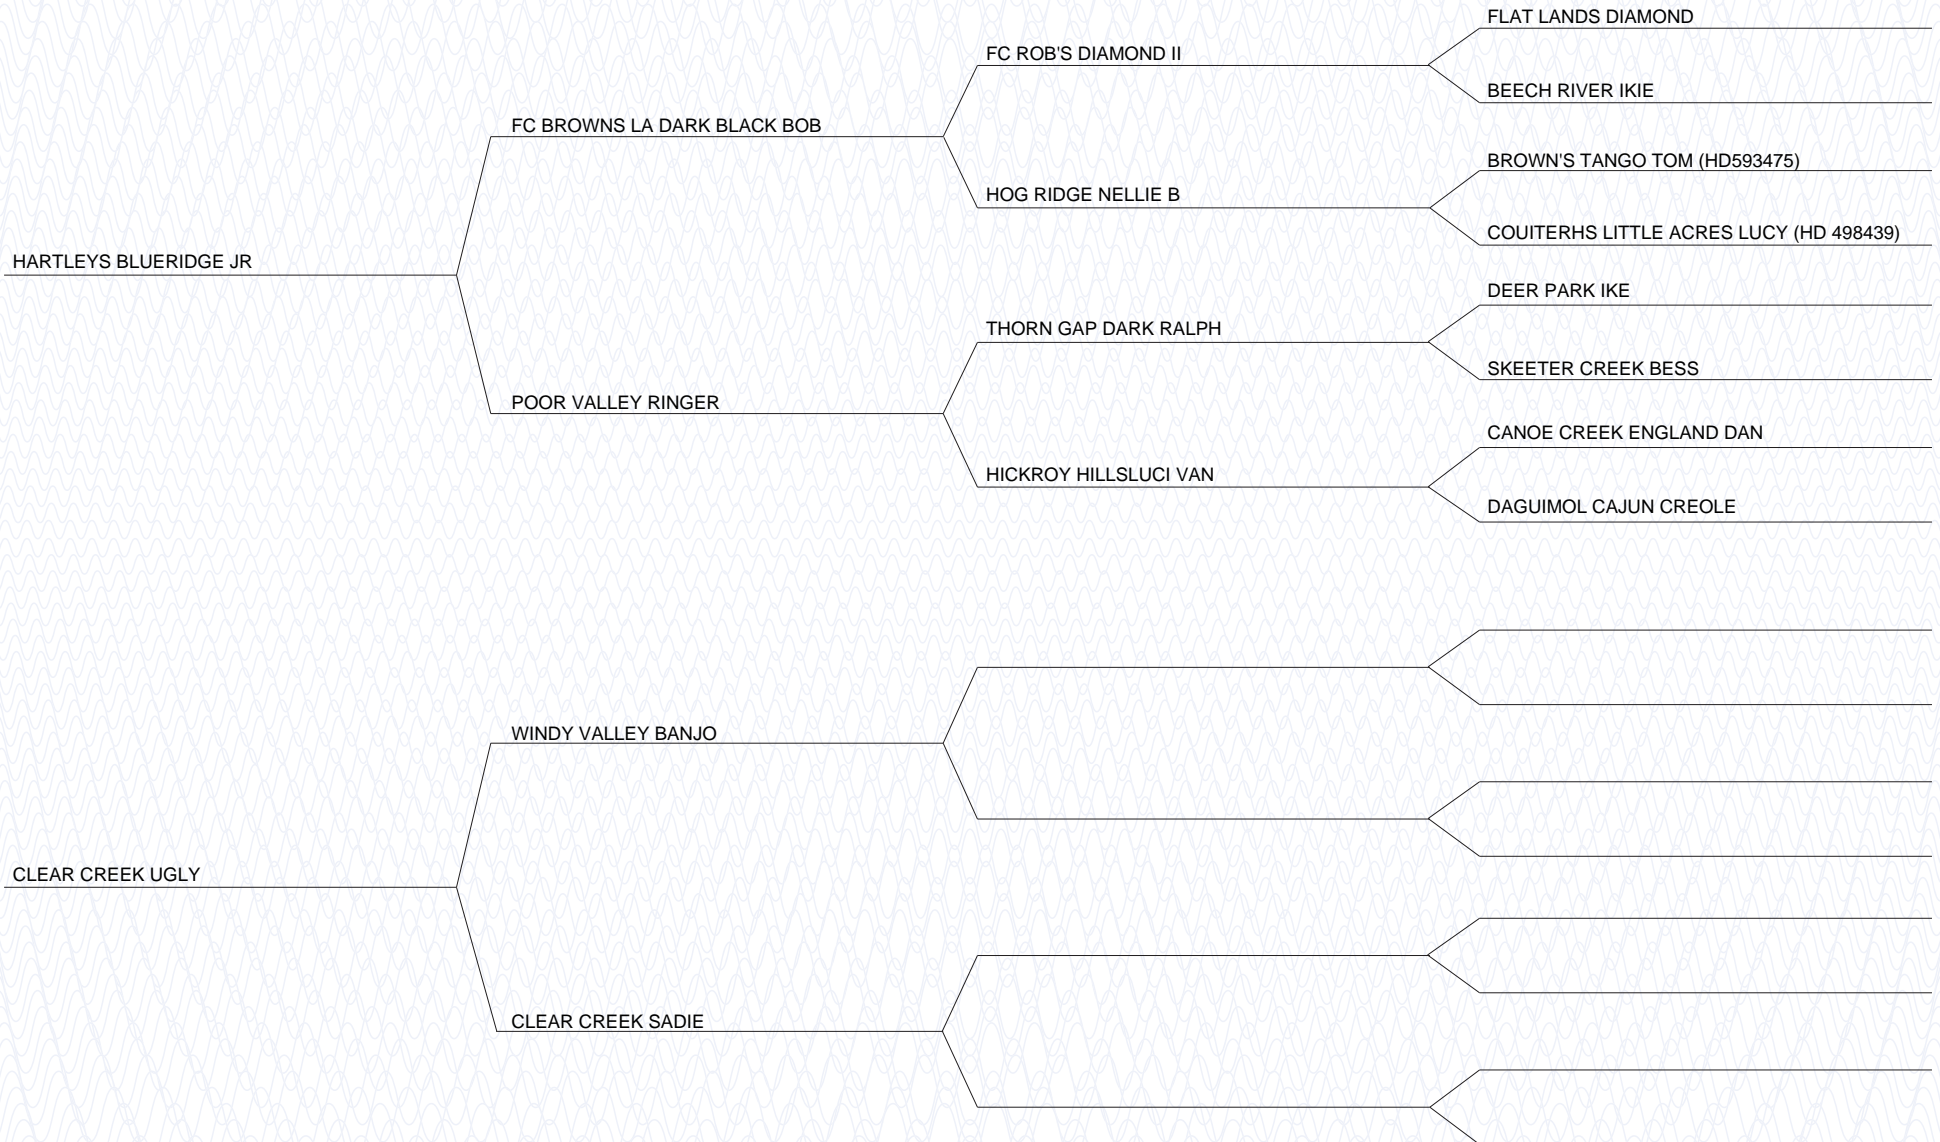 FLAT LANDS DIAMOND
FC ROB'S DIAMOND II
BEECH RIVER IKIE
FC BROWNS LA DARK BLACK BOB
BROWN'S TANGO TOM (HD593475)
HOG RIDGE NELLIE B
COUITERHS LITTLE ACRES LUCY (HD 498439)
HARTLEYS BLUERIDGE JR
DEER PARK IKE
THORN GAP DARK RALPH
SKEETER CREEK BESS
POOR VALLEY RINGER
CANOE CREEK ENGLAND DAN
HICKROY HILLSLUCI VAN
DAGUIMOL CAJUN CREOLE
WINDY VALLEY BANJO
CLEAR CREEK UGLY
CLEAR CREEK SADIE